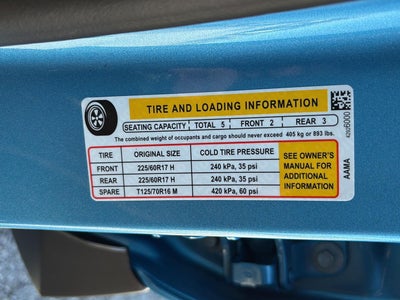 TIRE AND LOADING INFORMATION
SEATING CAPACITY TOTAL 5 FRONT 2 REAR 3
The combined weight of occupants and cargo should never exceed 405 kg or 893 lbs.
TIRE ORIGINAL SIZE COLD TIRE PRESSURE
FRONT 225/60R17 H 240 kPa, 35 psi
REAR 225/60R17 H 240 kPa, 35 psi
SPARE T125/70R16 M 420 kPa, 60 psi
SEE OWNER'S
MANUAL FOR
ADDITIONAL
INFORMATION
AAMA